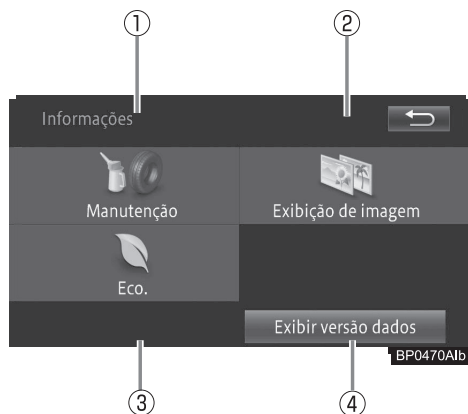 ① ②
Informações
Manutenção Exibição de imagem
Eco.
Exibir versão dados
BP0470AIb
③ ④